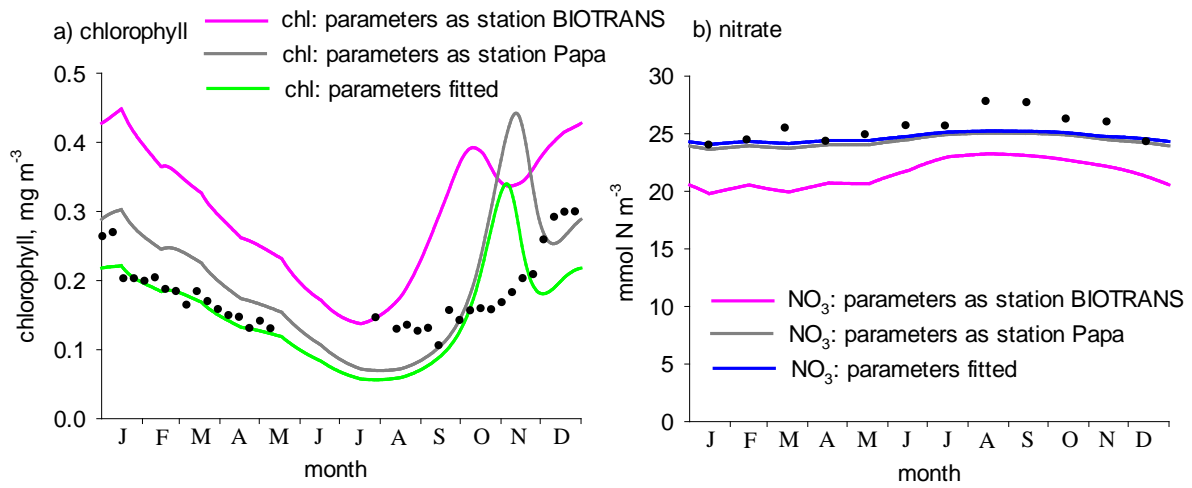 a) chlorophyll
chl: parameters as station BIOTRANS
chl: parameters as station Papa
chl: parameters fitted
chlorophyll, mg m⁻³
0.5
0.4
0.3
0.2
0.1
0.0
J F M A M J J A S O N D
month
b) nitrate
mmol N m⁻³
30
25
20
15
10
5
0
NO₃: parameters as station BIOTRANS
NO₃: parameters as station Papa
NO₃: parameters fitted
J F M A M J J A S O N D
month